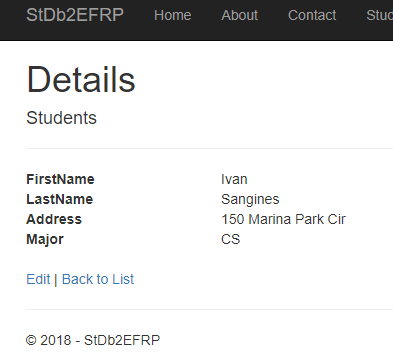 StDb2EFRP Home About Contact Stud
Details
Students
FirstName Ivan
LastName Sangines
Address 150 Marina Park Cir
Major CS
Edit | Back to List
© 2018 - StDb2EFRP